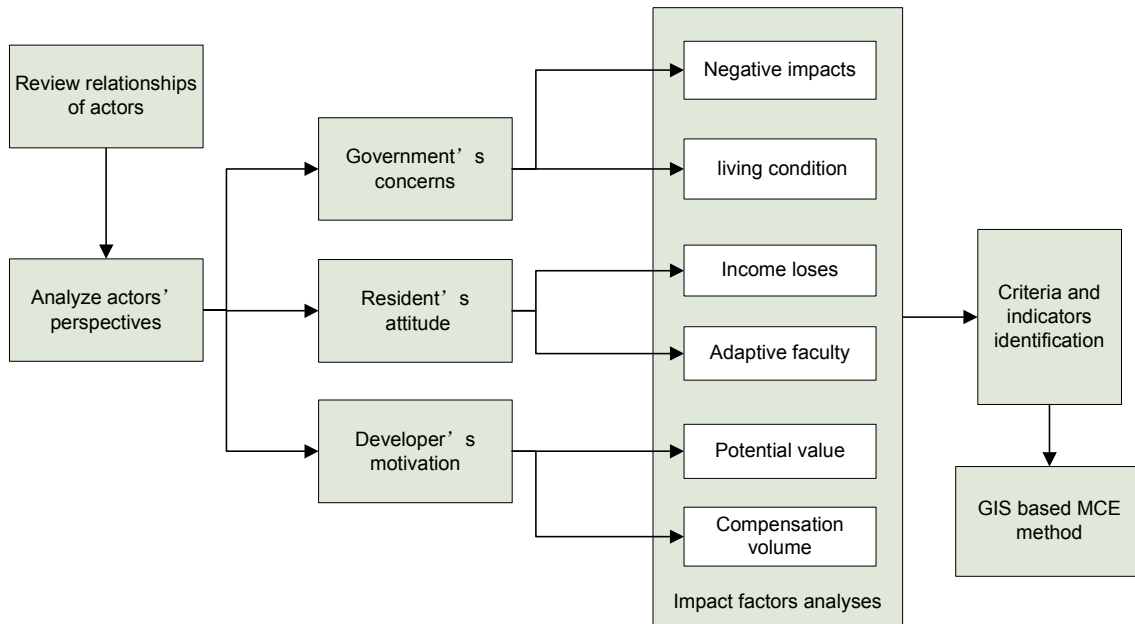 Review relationships
of actors
Analyze actors’
perspectives
Government’s
concerns
Resident’s
attitude
Developer’s
motivation
Negative impacts
living condition
Income loses
Adaptive faculty
Potential value
Compensation
volume
Impact factors analyses
Criteria and
indicators
identification
GIS based MCE
method